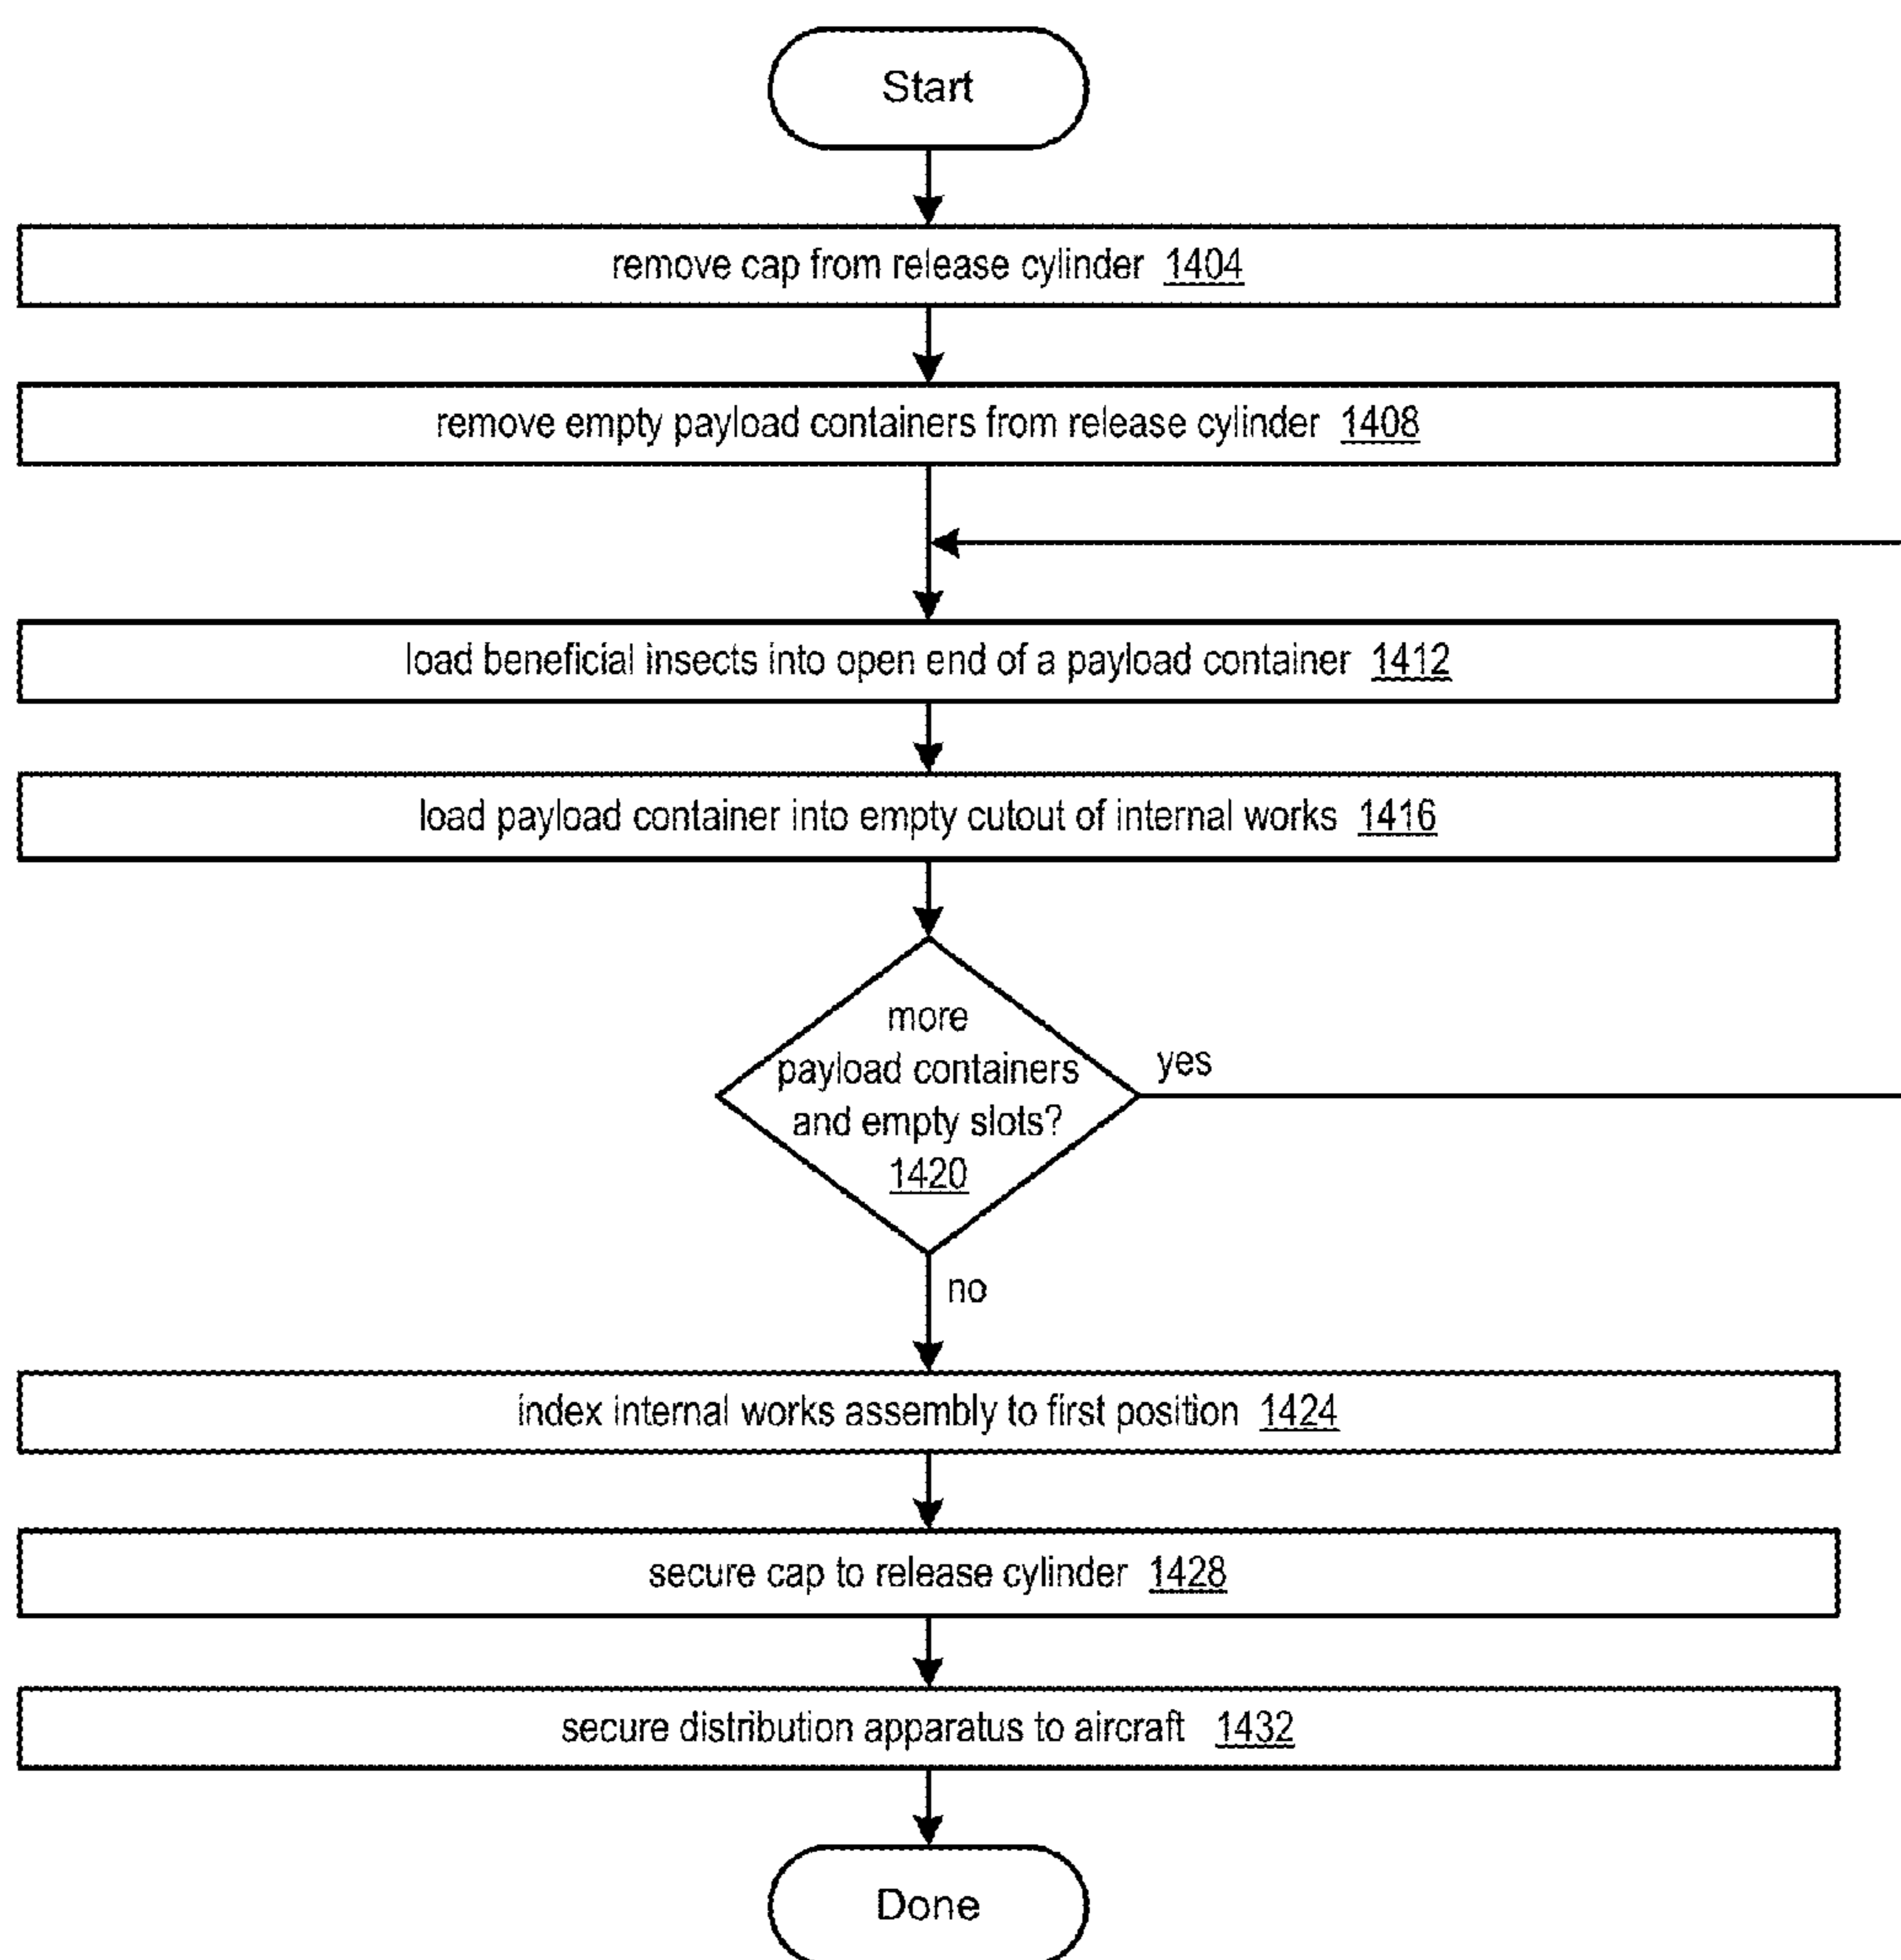 Start
remove cap from release cylinder 1404
remove empty payload containers from release cylinder 1408
load beneficial insects into open end of a payload container 1412
load payload container into empty cutout of internal works 1416
more
payload containers
and empty slots?
1420
yes
no
index internal works assembly to first position 1424
secure cap to release cylinder 1428
secure distribution apparatus to aircraft 1432
Done